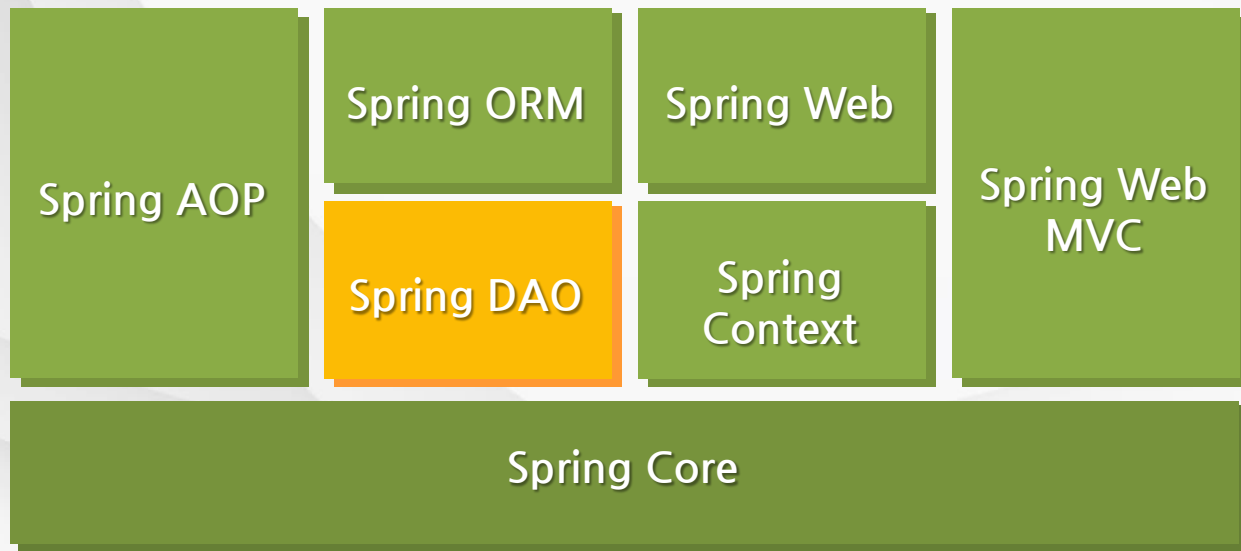 Spring AOP
Spring ORM
Spring DAO
Spring Web
Spring
Context
Spring Web
MVC
Spring Core